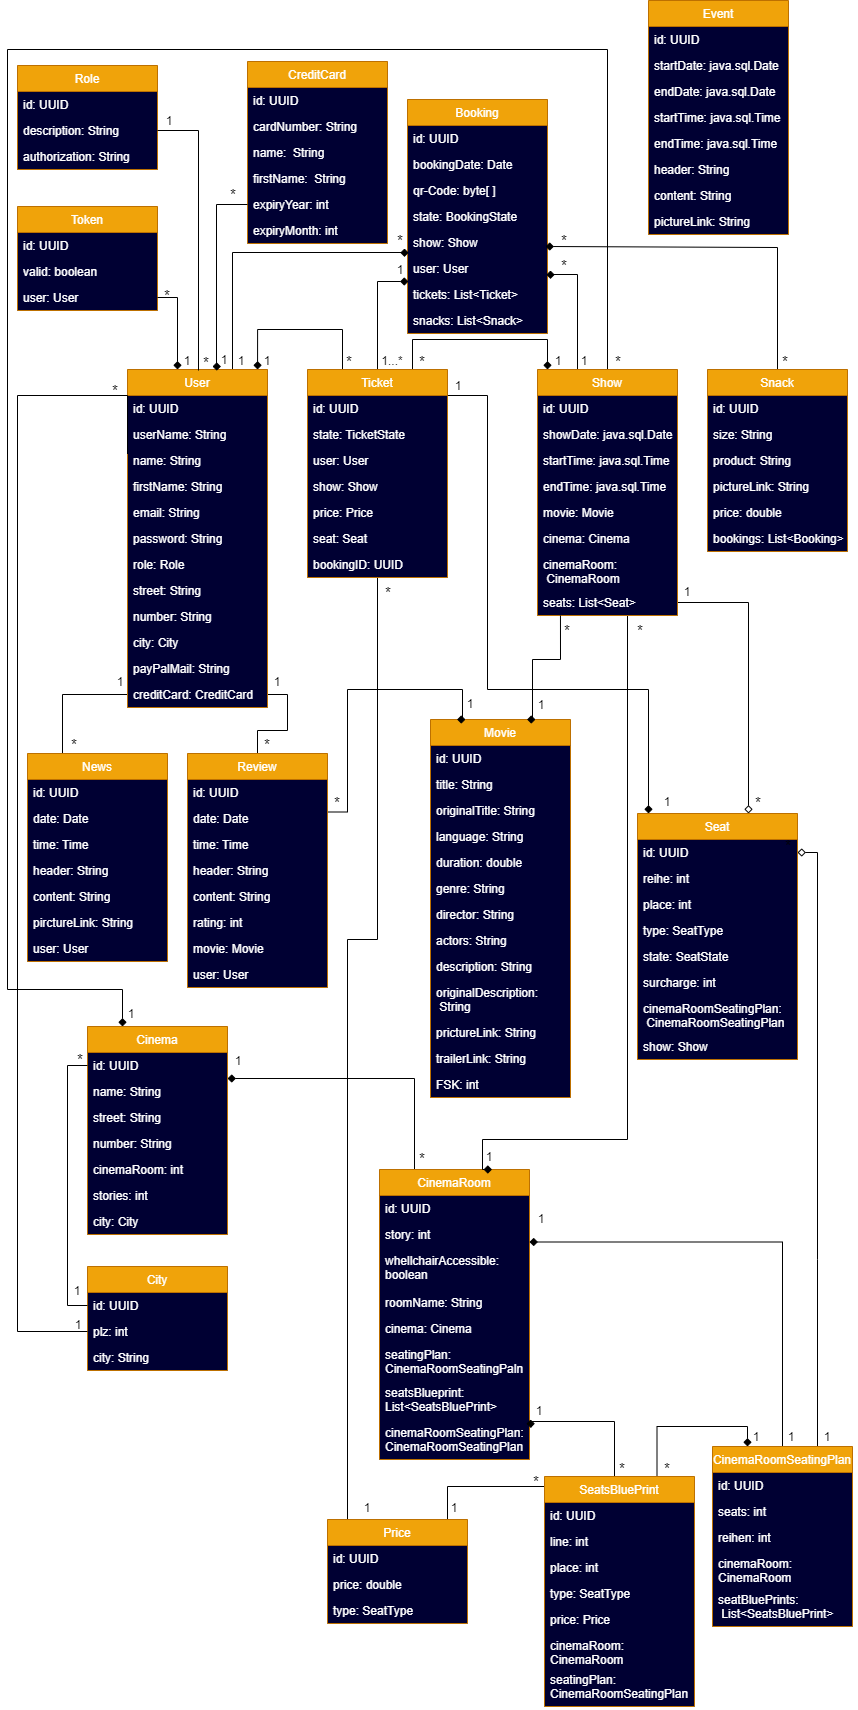 Event
id: UUID
startDate: java.sql.Date
endDate: java.sql.Date
startTime: java.sql.Time
endTime: java.sql.Time
header: String
content: String
pictureLink: String
Role
id: UUID
description: String
authorization: String
1
CreditCard
id: UUID
cardNumber: String
name:  String
firstName:  String
expiryYear: int
expiryMonth: int
*
Booking
id: UUID
bookingDate: Date
qr-Code: byte[ ]
state: BookingState
show: Show
user: User
tickets: List<Ticket>
snacks: List<Snack>
*
1
*
*
Token
id: UUID
valid: boolean
user: User
*
1
*
1
1
1
*
1...*
*
1
1
*
*
User
id: UUID
userName: String
name: String
firstName: String
email: String
password: String
role: Role
street: String
number: String
city: City
payPalMail: String
creditCard: CreditCard
*
1
1
Ticket
id: UUID
state: TicketState
user: User
show: Show
price: Price
seat: Seat
bookingID: UUID
1
*
Show
id: UUID
showDate: java.sql.Date
startTime: java.sql.Time
endTime: java.sql.Time
movie: Movie
cinema: Cinema
cinemaRoom:
CinemaRoom
seats: List<Seat>
1
*
*
Snack
id: UUID
size: String
product: String
pictureLink: String
price: double
bookings: List<Booking>
*
*
News
id: UUID
date: Date
time: Time
header: String
content: String
pirctureLink: String
user: User
Review
id: UUID
date: Date
time: Time
header: String
content: String
rating: int
movie: Movie
user: User
*
1
1
Movie
id: UUID
title: String
originalTitle: String
language: String
duration: double
genre: String
director: String
actors: String
description: String
originalDescription:
String
prictureLink: String
trailerLink: String
FSK: int
1
*
Seat
id: UUID
reihe: int
place: int
type: SeatType
state: SeatState
surcharge: int
cinemaRoomSeatingPlan:
CinemaRoomSeatingPlan
show: Show
1
Cinema
id: UUID
name: String
street: String
number: String
cinemaRoom: int
stories: int
city: City
*
1
*
1
City
id: UUID
plz: int
city: String
1
1
CinemaRoom
id: UUID
story: int
whellchairAccessible:
boolean
roomName: String
cinema: Cinema
seatingPlan:
CinemaRoomSeatingPaln
seatsBlueprint:
List<SeatsBluePrint>
cinemaRoomSeatingPlan:
CinemaRoomSeatingPlan
1
1
*
*
1
1
1
CinemaRoomSeatingPlan
id: UUID
seats: int
reihen: int
cinemaRoom:
CinemaRoom
seatBluePrints:
List<SeatsBluePrint>
SeatsBluePrint
id: UUID
line: int
place: int
type: SeatType
price: Price
cinemaRoom:
CinemaRoom
seatingPlan:
CinemaRoomSeatingPlan
*
1
1
Price
id: UUID
price: double
type: SeatType